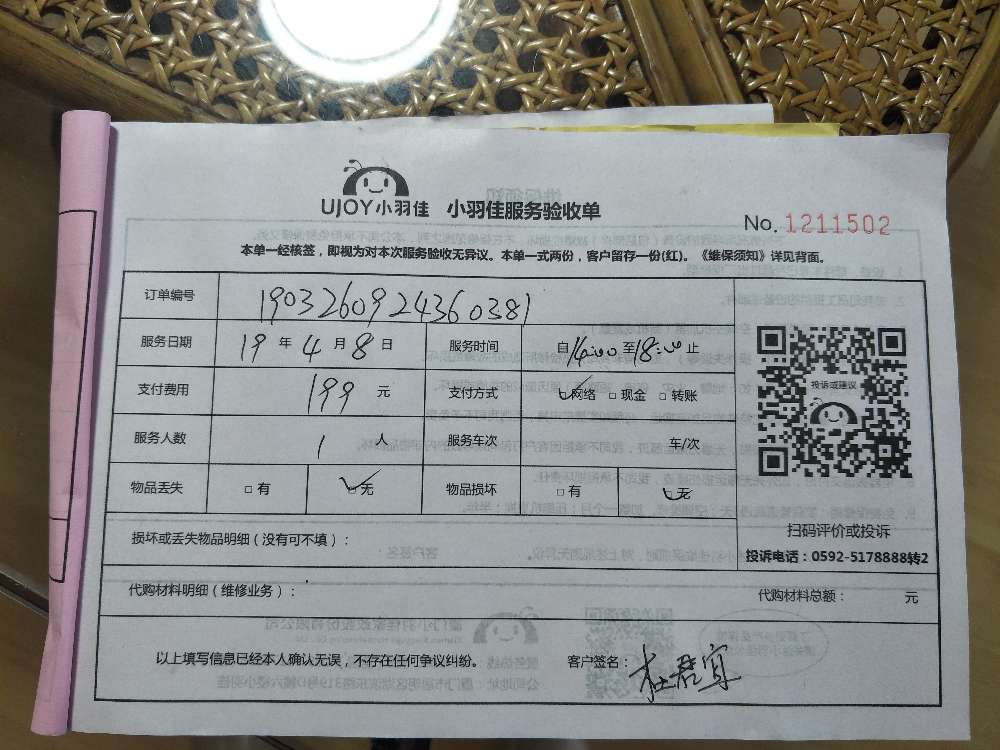 UJOY小羽佳 小羽佳服务验收单
No. 1211502
本单一经核签，即视为对本次服务验收无异议。本单一式两份，客户留存一份(红)。《维保须知》详见背面。
订单编号 1903260924360381
服务日期 19 年 4 月 8 日 服务时间 自 14:00 至 18:00 止
支付费用 199 元 支付方式 网络 □ 现金 □ 转账
服务人数 1 人 服务车次 车/次
物品丢失 □ 有 □ 无 物品损坏 □ 有 □ 无
投诉或建议
扫码评价或投诉
投诉电话：0592-5178888转2
损坏或丢失物品明细（没有可不填）：
代购材料明细（维修业务）： 代购材料总额： 元
以上填写信息已经本人确认无误，不存在任何争议纠纷。 客户签名： 杜君宜